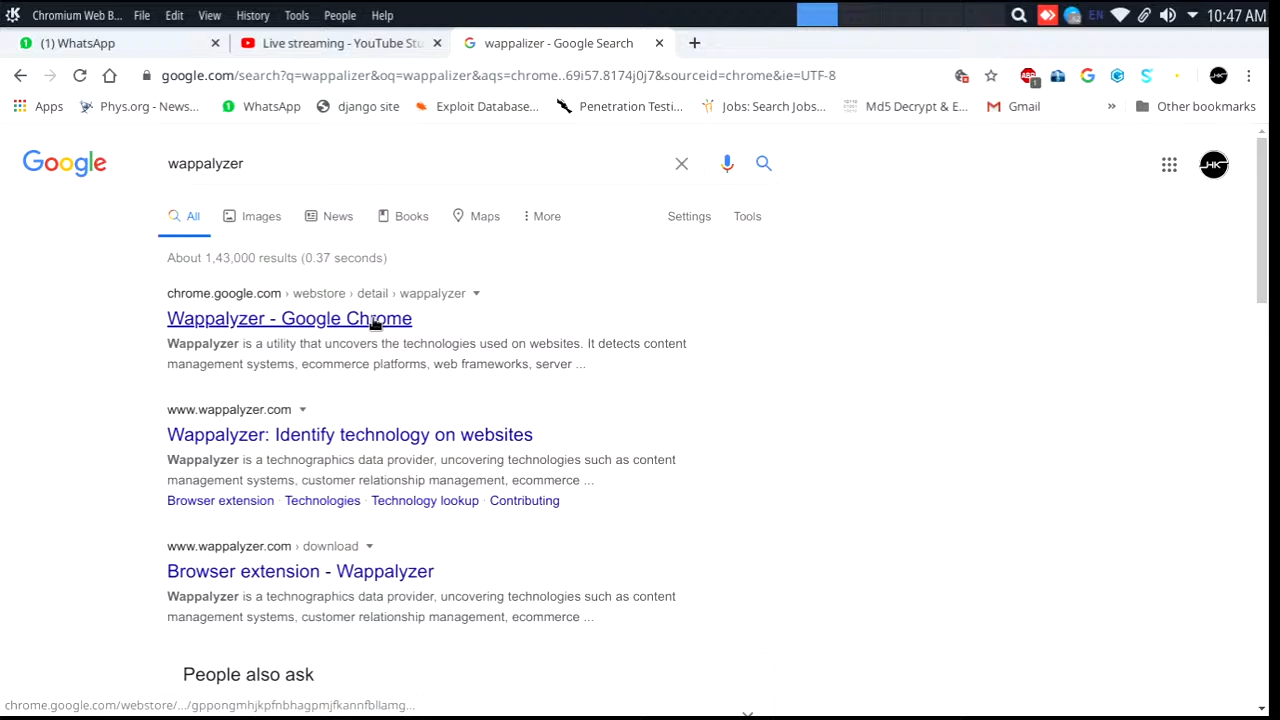 Chromium Web B... File Edit View History Tools People Help EN 10:47 AM
(1) WhatsApp Live streaming - YouTube Stu wappalizer - Google Search
google.com/search?q=wappalizer&oq=wappalizer&aqs=chrome..69i57.8174j0j7&sourceid=chrome&ie=UTF-8
Apps Phys.org - News... WhatsApp django site Exploit Database... Penetration Testi... Jobs: Search Jobs... Md5 Decrypt & E... Gmail » Other bookmarks
Google wappalyzer JHK
All Images News Books Maps More Settings Tools
About 1,43,000 results (0.37 seconds)
chrome.google.com › webstore › detail › wappalyzer
Wappalyzer - Google Chrome
Wappalyzer is a utility that uncovers the technologies used on websites. It detects content
management systems, ecommerce platforms, web frameworks, server ...
www.wappalyzer.com
Wappalyzer: Identify technology on websites
Wappalyzer is a technographics data provider, uncovering technologies such as content
management systems, customer relationship management, ecommerce ...
Browser extension · Technologies · Technology lookup · Contributing
www.wappalyzer.com › download
Browser extension - Wappalyzer
Wappalyzer is a technographics data provider, uncovering technologies such as content
management systems, customer relationship management, ecommerce ...
People also ask
chrome.google.com/webstore/.../gppongmhjkpfnbhagpmjfkannfbllamg...